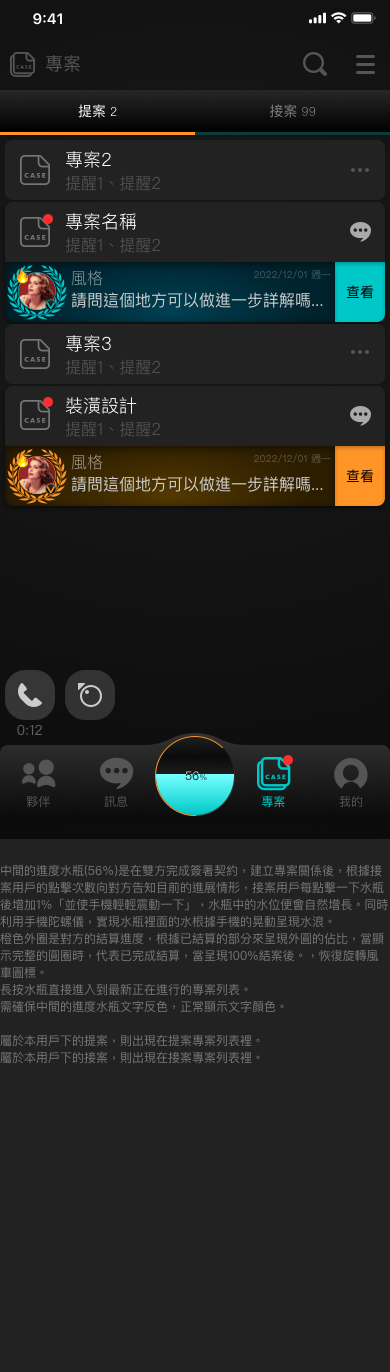 9:41
CASE 專案
提案 2
接案 99
CASE
專案2
提醒1、提醒2
CASE
專案名稱
提醒1、提醒2
風格
2022/12/01 週一
請問這個地方可以做進一步詳解嗎...
查看
CASE
專案3
提醒1、提醒2
CASE
裝潢設計
提醒1、提醒2
風格
2022/12/01 週一
請問這個地方可以做進一步詳解嗎...
查看
0:12
夥伴
訊息
56%
CASE
專案
我的
中間的進度水瓶(56%)是在雙方完成簽署契約，建立專案關係後，根據接
案用戶的點擊次數向對方告知目前的進展情形，接案用戶每點擊一下水瓶
後增加1%「並使手機輕輕震動一下」，水瓶中的水位便會自然增長。同時
利用手機陀螺儀，實現水瓶裡面的水根據手機的晃動呈現水浪。
橙色外圈是對方的結算進度，根據已結算的部分來呈現外圓的佔比，當顯
示完整的圓圈時，代表已完成結算，當呈現100%結案後。，恢復旋轉風
車圖標。
長按水瓶直接進入到最新正在進行的專案列表。
需確保中間的進度水瓶文字反色，正常顯示文字顏色。
屬於本用戶下的提案，則出現在提案專案列表裡。
屬於本用戶下的接案，則出現在接案專案列表裡。